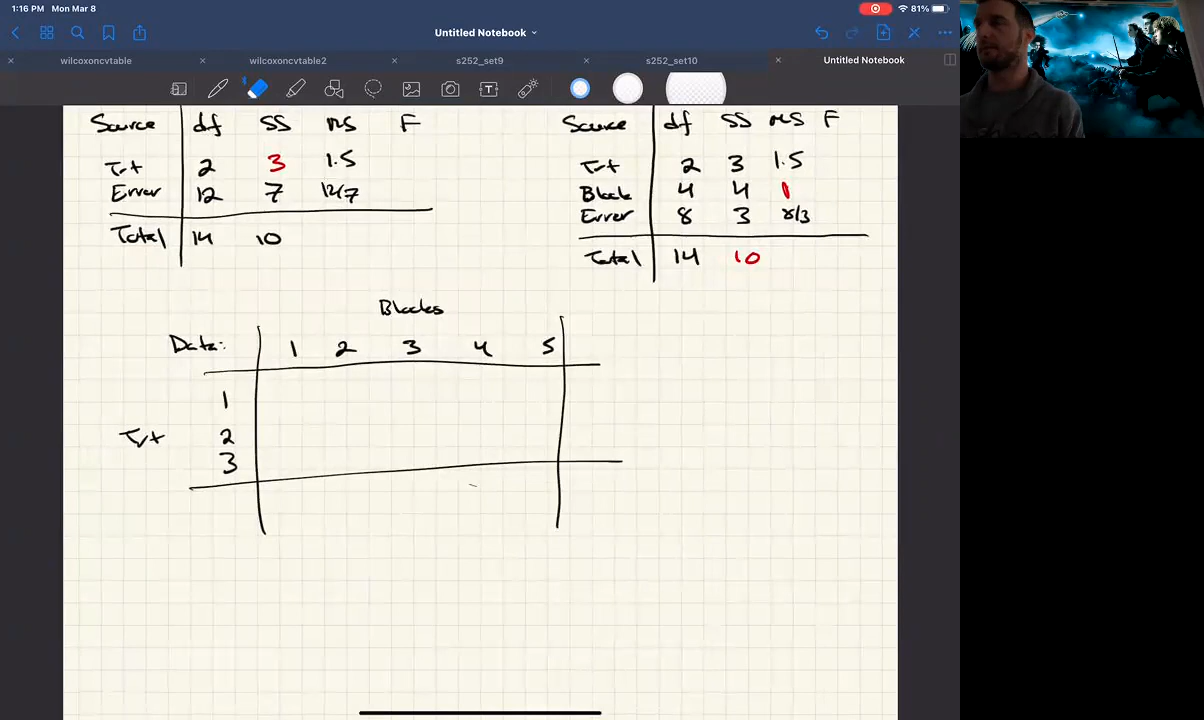 1:16 PM Mon Mar 8
81%
Untitled Notebook
wilcoxoncvtable
wilcoxoncvtable2
s252_set9
s252_set10
Untitled Notebook
Source df SS MS F
Trt 2 3 1.5
Error 12 7 12/7
Total 14 10
Source df SS MS F
Trt 2 3 1.5
Block 4 4 1
Error 8 3 8/3
Total 14 10
Blocks
Data: 1 2 3 4 5
1
Trt 2
3